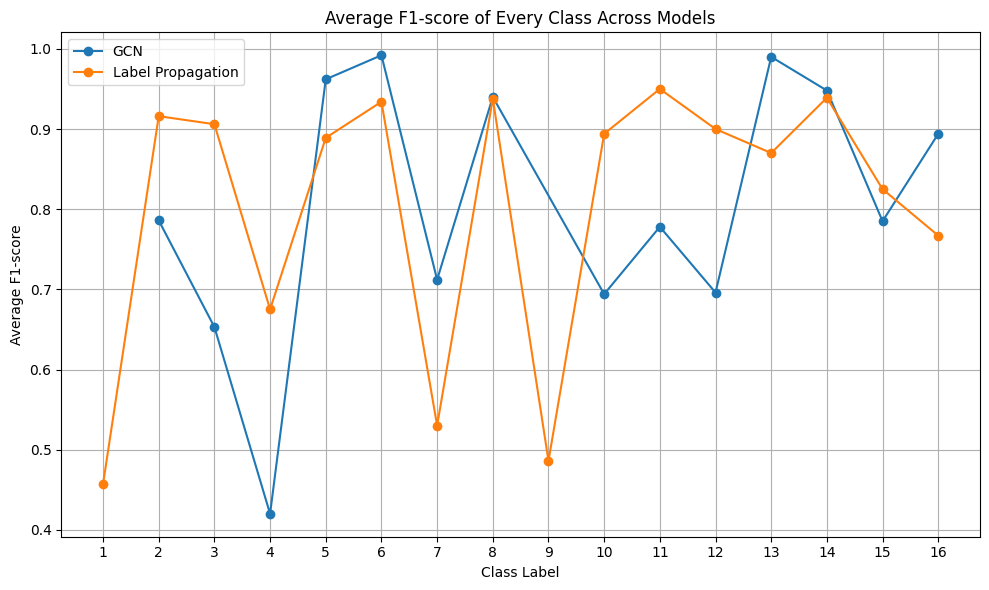 Average F1-score of Every Class Across Models
GCN
Label Propagation
1.0
0.9
0.8
0.7
0.6
0.5
0.4
Average F1-score
1 2 3 4 5 6 7 8 9 10 11 12 13 14 15 16
Class Label